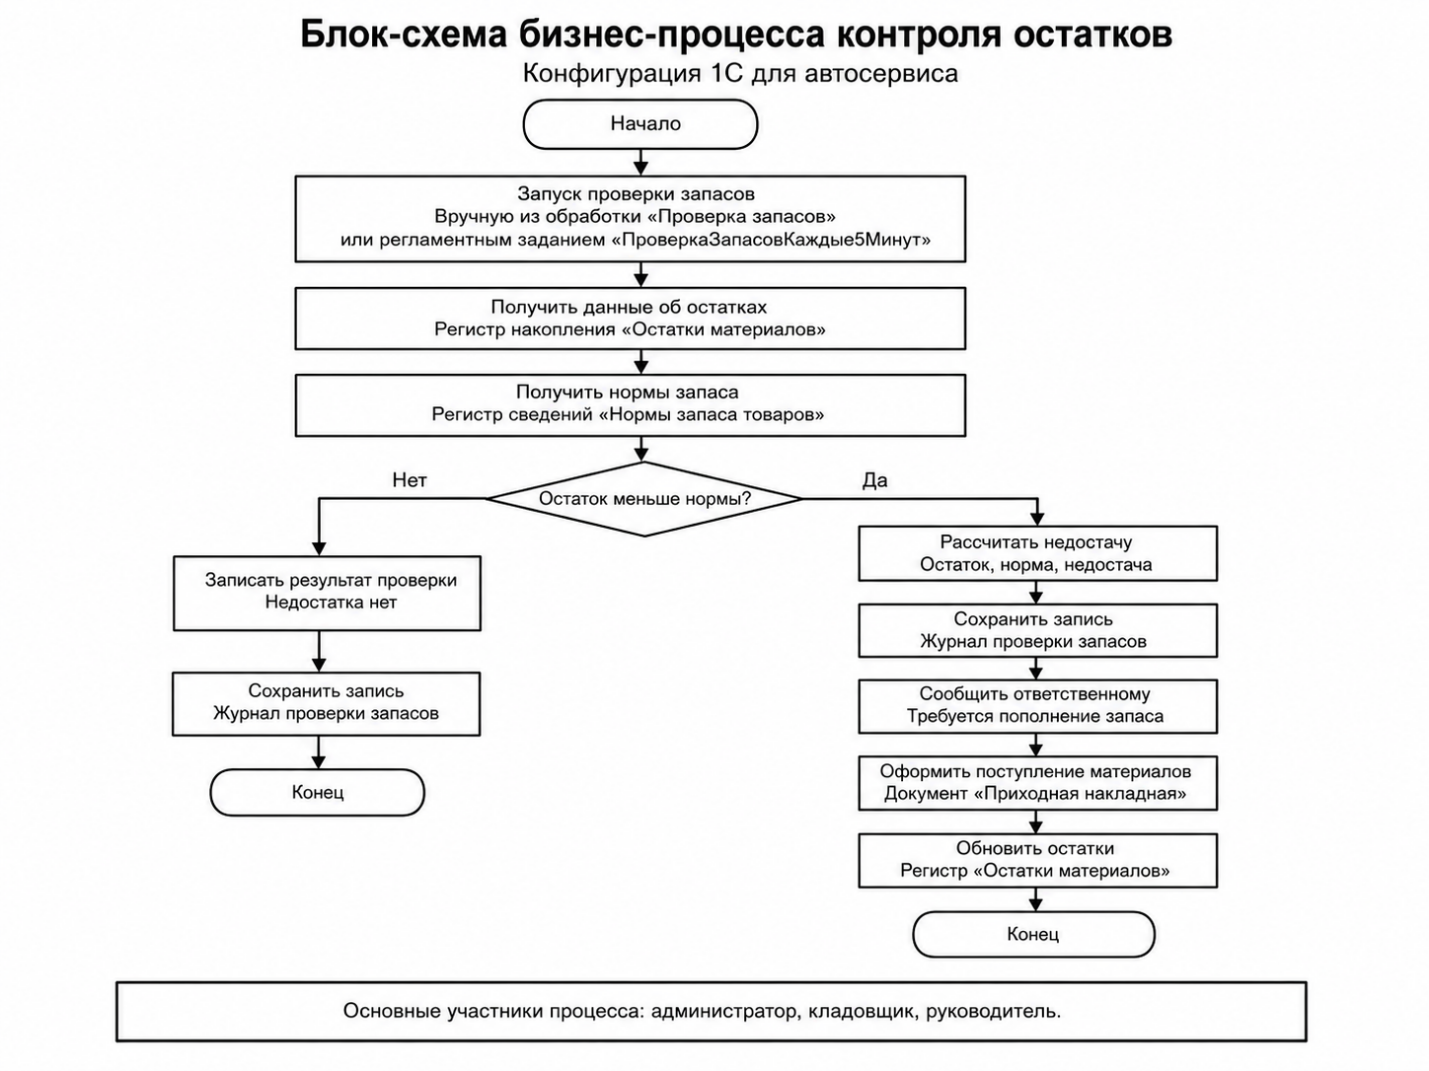 Блок-схема бизнес-процесса контроля остатков
Конфигурация 1С для автосервиса
Начало
Запуск проверки запасов
Вручную из обработки «Проверка запасов»
или регламентным заданием «ПроверкаЗапасовКаждые5Минут»
Получить данные об остатках
Регистр накопления «Остатки материалов»
Получить нормы запаса
Регистр сведений «Нормы запаса товаров»
Остаток меньше нормы?
Нет
Записать результат проверки
Недостатка нет
Сохранить запись
Журнал проверки запасов
Конец
Да
Рассчитать недостачу
Остаток, норма, недостача
Сохранить запись
Журнал проверки запасов
Сообщить ответственному
Требуется пополнение запаса
Оформить поступление материалов
Документ «Приходная накладная»
Обновить остатки
Регистр «Остатки материалов»
Конец
Основные участники процесса: администратор, кладовщик, руководитель.